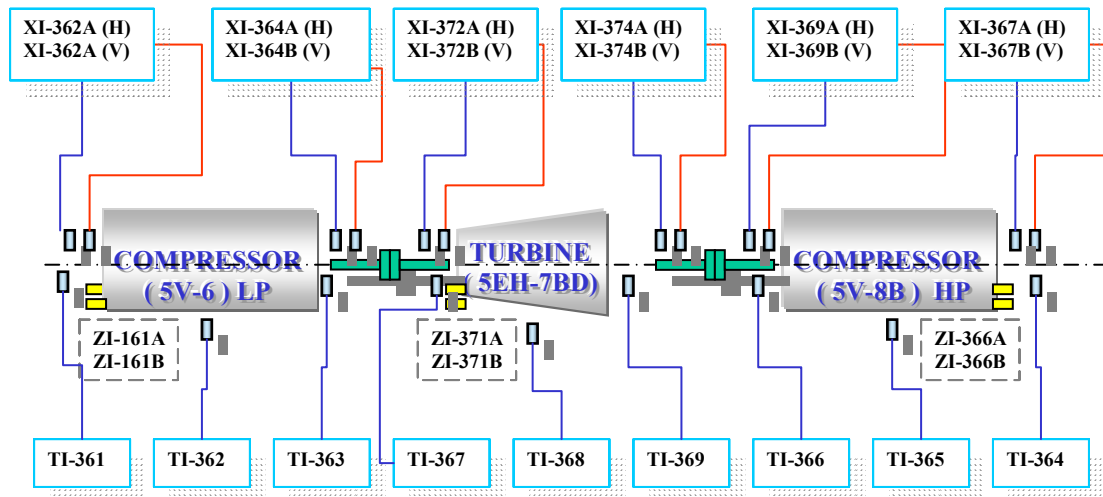 XI-362A (H)
XI-362A (V)
XI-364A (H)
XI-364B (V)
XI-372A (H)
XI-372B (V)
XI-374A (H)
XI-374B (V)
XI-369A (H)
XI-369B (V)
XI-367A (H)
XI-367B (V)
COMPRESSOR
( 5V-6 ) LP
TURBINE
( 5EH-7BD)
COMPRESSOR
( 5V-8B )  HP
ZI-161A
ZI-161B
ZI-371A
ZI-371B
ZI-366A
ZI-366B
TI-361
TI-362
TI-363
TI-367
TI-368
TI-369
TI-366
TI-365
TI-364